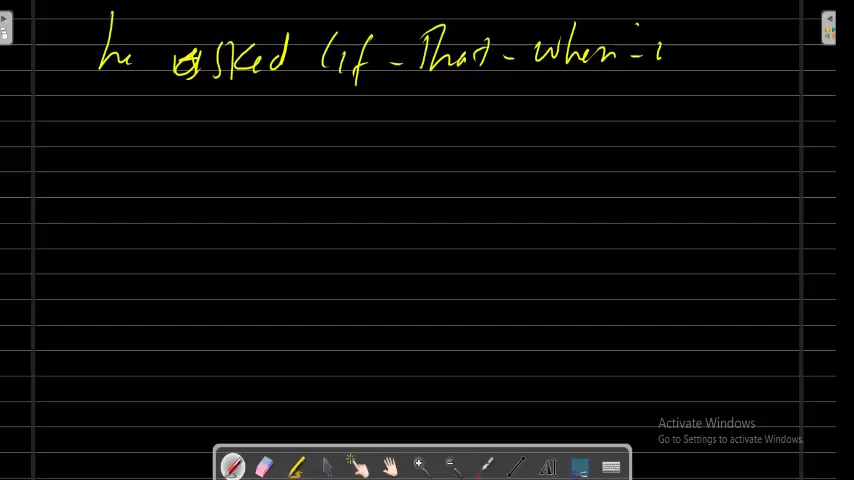 he asked (if - That - when - i
Activate Windows
Go to Settings to activate Windows.